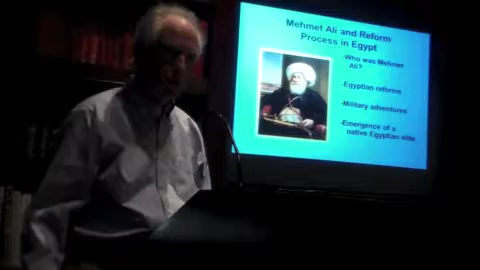 Mehmet Ali and Reform
Process in Egypt
-Who was Mehmet
Ali?
-Egyptian reforms
-Military adventures
-Emergence of a
native Egyptian elite